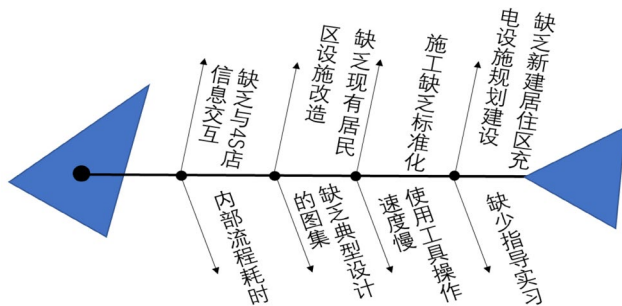 缺乏与4S店
信息交互
缺乏现有居民
区设施改造
施工缺乏标准化
缺乏新建居住区充
电设施规划建设
内部流程耗时
缺乏典型设计
的图集
使用工具操作
速度慢
缺少指导实习